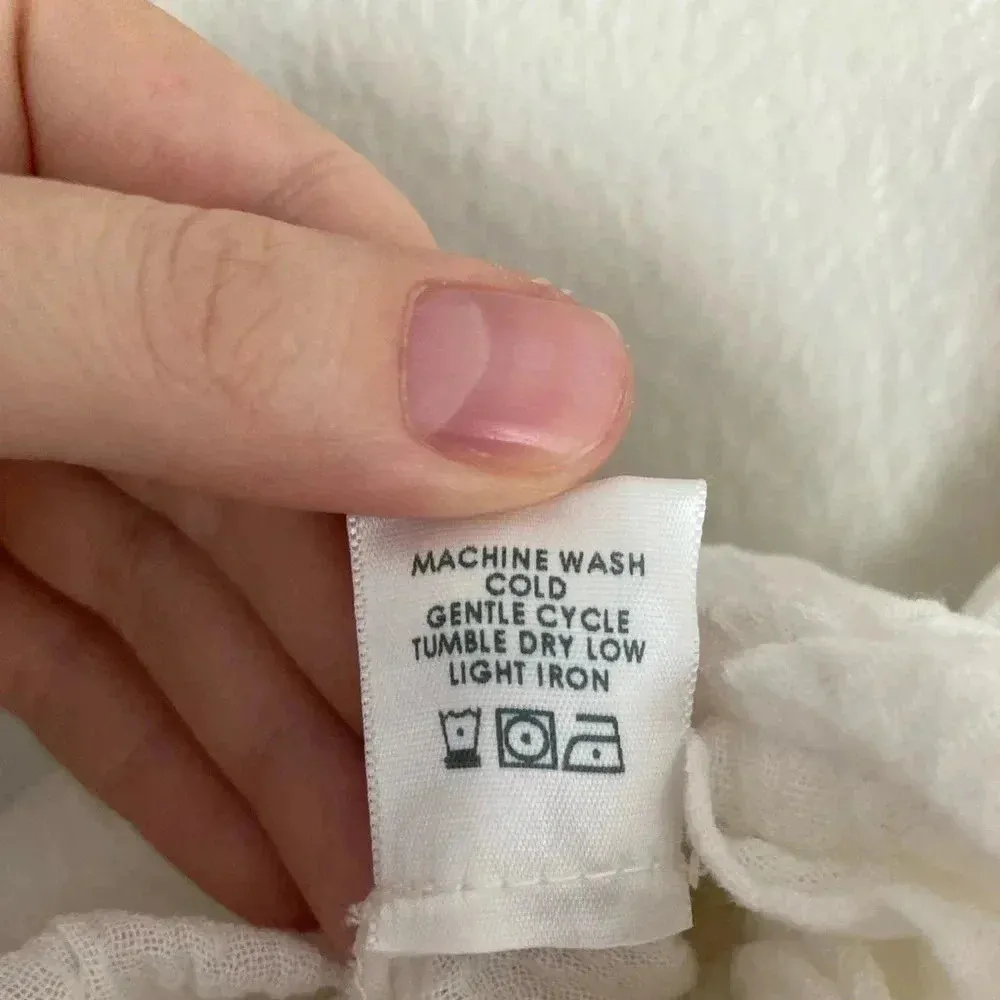 MACHINE WASH
COLD
GENTLE CYCLE
TUMBLE DRY LOW
LIGHT IRON